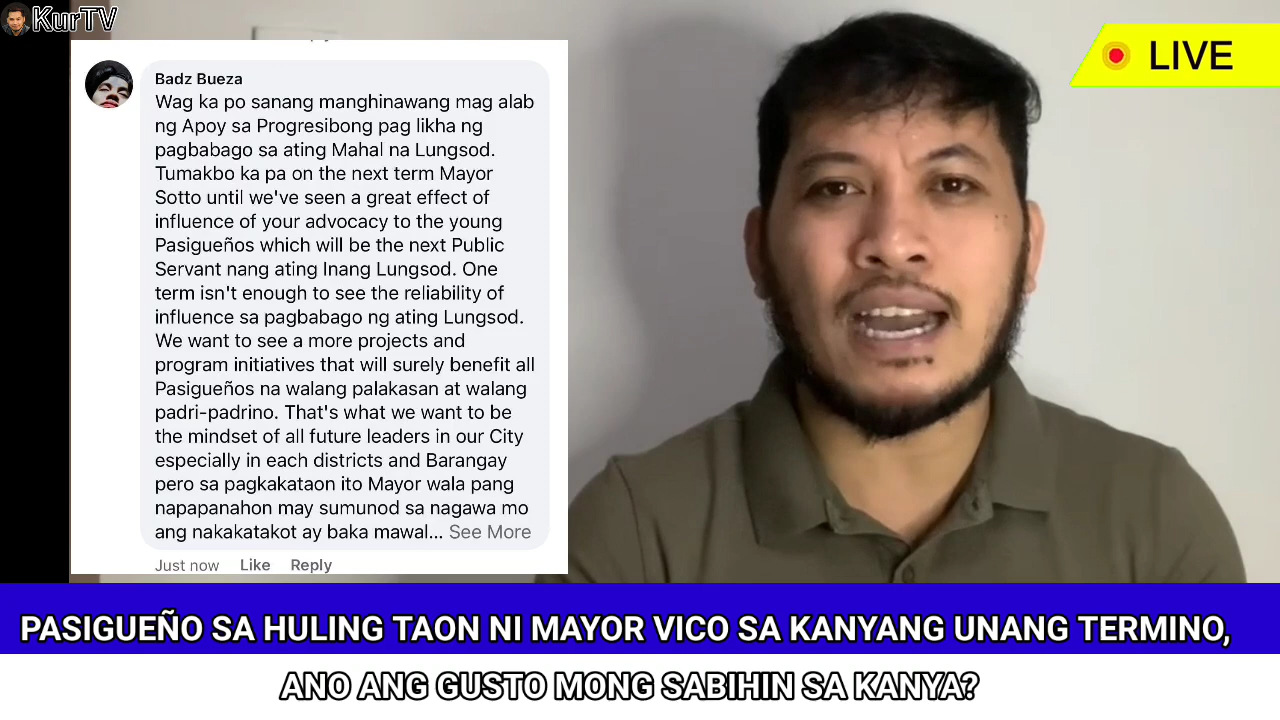 KurTV
LIVE
Badz Bueza
Wag ka po sanang manghinawang mag alab
ng Apoy sa Progresibong pag likha ng
pagbabago sa ating Mahal na Lungsod.
Tumakbo ka pa on the next term Mayor
Sotto until we've seen a great effect of
influence of your advocacy to the young
Pasigueños which will be the next Public
Servant nang ating Inang Lungsod. One
term isn't enough to see the reliability of
influence sa pagbabago ng ating Lungsod.
We want to see a more projects and
program initiatives that will surely benefit all
Pasigueños na walang palakasan at walang
padri-padrino. That's what we want to be
the mindset of all future leaders in our City
especially in each districts and Barangay
pero sa pagkakataon ito Mayor wala pang
napapanahon may sumunod sa nagawa mo
ang nakakatakot ay baka mawal... See More
Just now Like Reply
PASIGUEÑO SA HULING TAON NI MAYOR VICO SA KANYANG UNANG TERMINO,
ANO ANG GUSTO MONG SABIHIN SA KANYA?